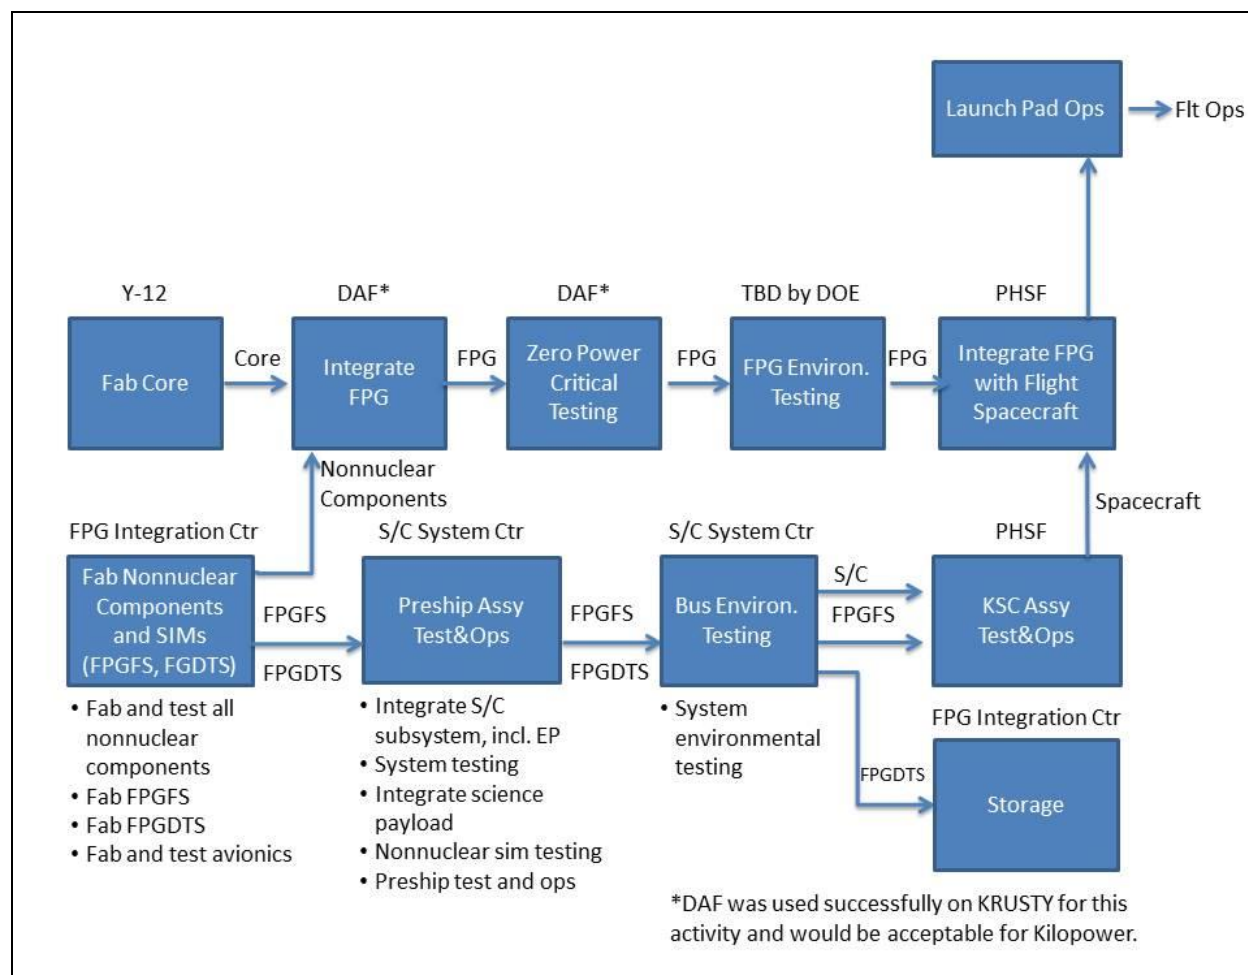 Launch Pad Ops
Flt Ops
Y-12
DAF*
DAF*
TBD by DOE
PHSF
Fab Core
Core
Integrate
FPG
FPG
Zero Power
Critical
Testing
FPG
FPG Environ.
Testing
FPG
Integrate FPG
with Flight
Spacecraft
Nonnuclear
Components
Spacecraft
FPG Integration Ctr
S/C System Ctr
S/C System Ctr
PHSF
Fab Nonnuclear
Components
and SIMs
(FPGFS, FGDTS)
FPGFS
FPGDTS
Preship Assy
Test&Ops
FPGFS
FPGDTS
Bus Environ.
Testing
S/C
FPGFS
KSC Assy
Test&Ops
• Fab and test all
nonnuclear
components
• Fab FPGFS
• Fab FPGDTS
• Fab and test avionics
• Integrate S/C
subsystem, incl. EP
• System testing
• Integrate science
payload
• Nonnuclear sim testing
• Preship test and ops
• System
environmental
testing
FPGDTS
FPG Integration Ctr
Storage
*DAF was used successfully on KRUSTY for this
activity and would be acceptable for Kilopower.